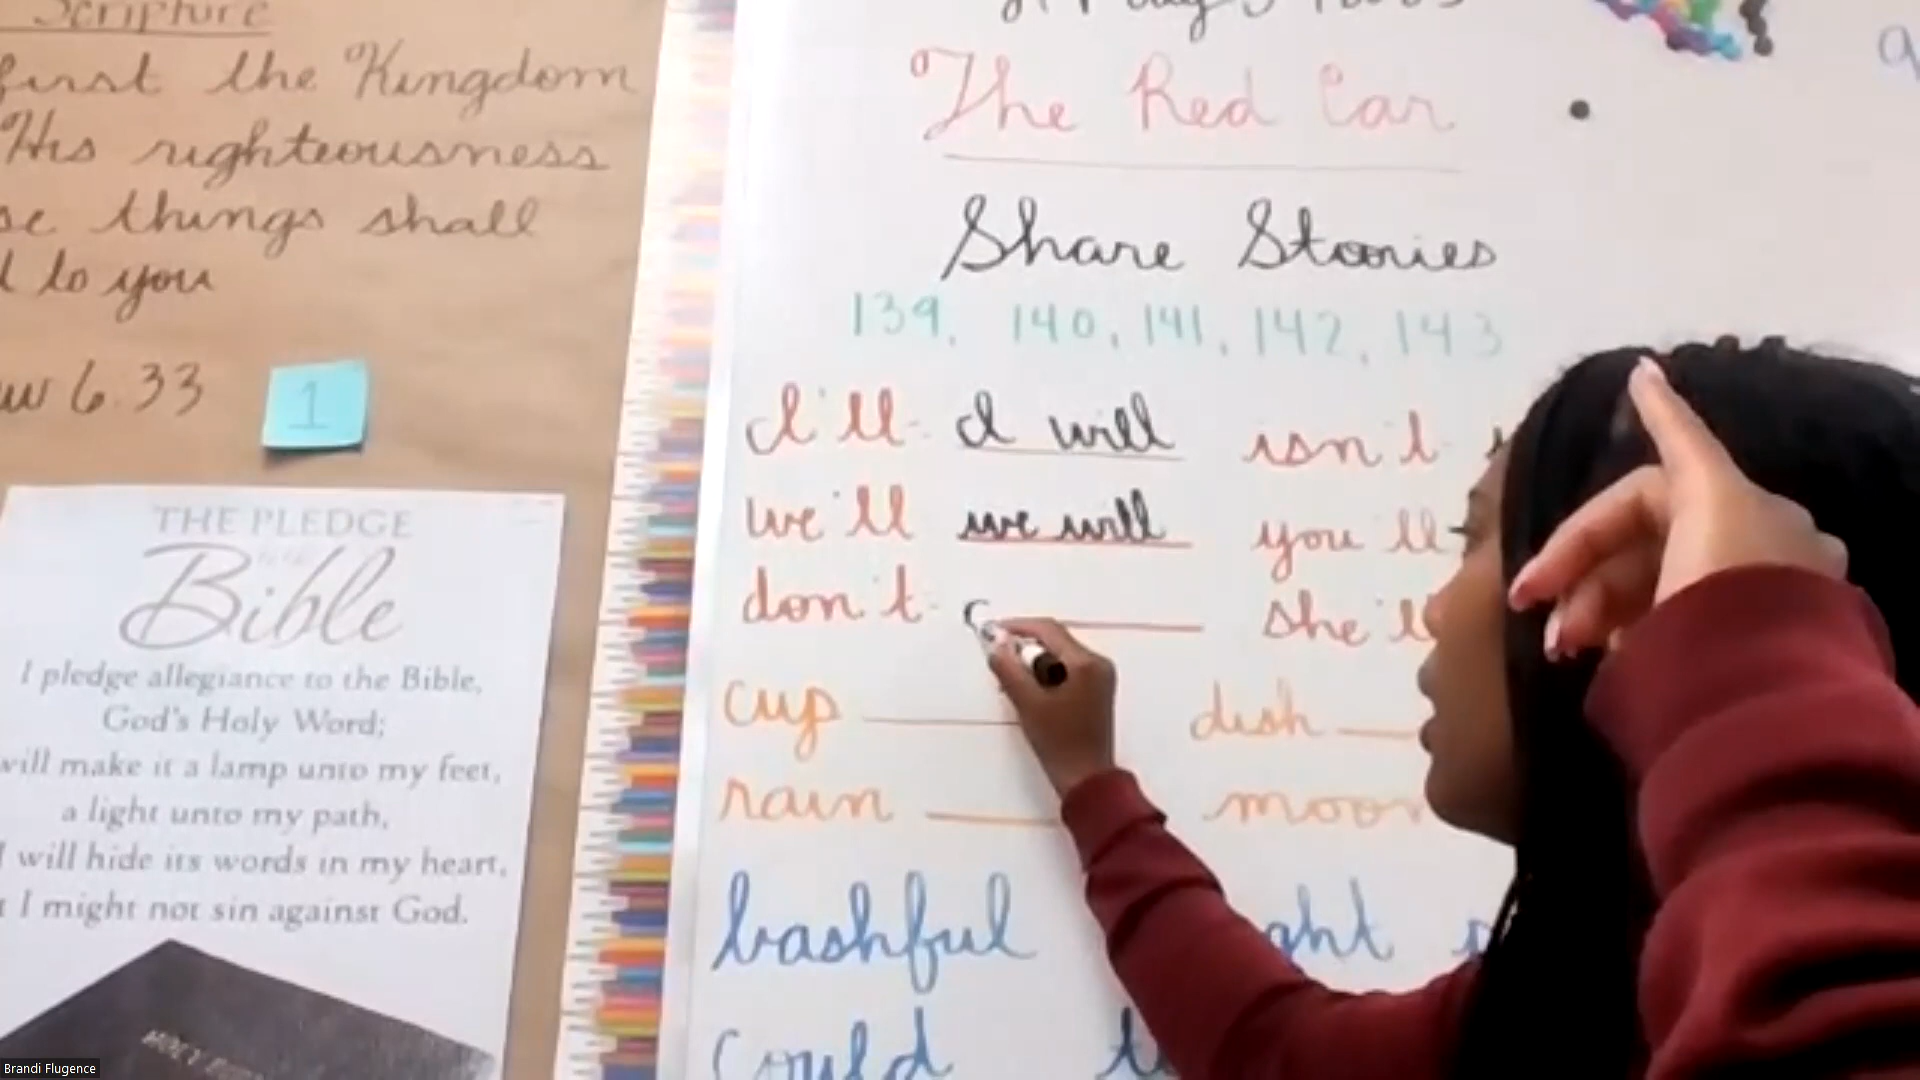 Scripture
first the Kingdom
His righteousness
things shall
to you
6:33
1
THE PLEDGE
to the
Bible
I pledge allegiance to the Bible,
God's Holy Word;
will make it a lamp unto my feet,
a light unto my path,
I will hide its words in my heart,
I might not sin against God.
The Red Car
Share Stories
139, 140, 141, 142, 143
I'll I will isn't
we'll we will you'll
don't she'll
cup dish
rain moon
bashful
could
Brandi Flugence